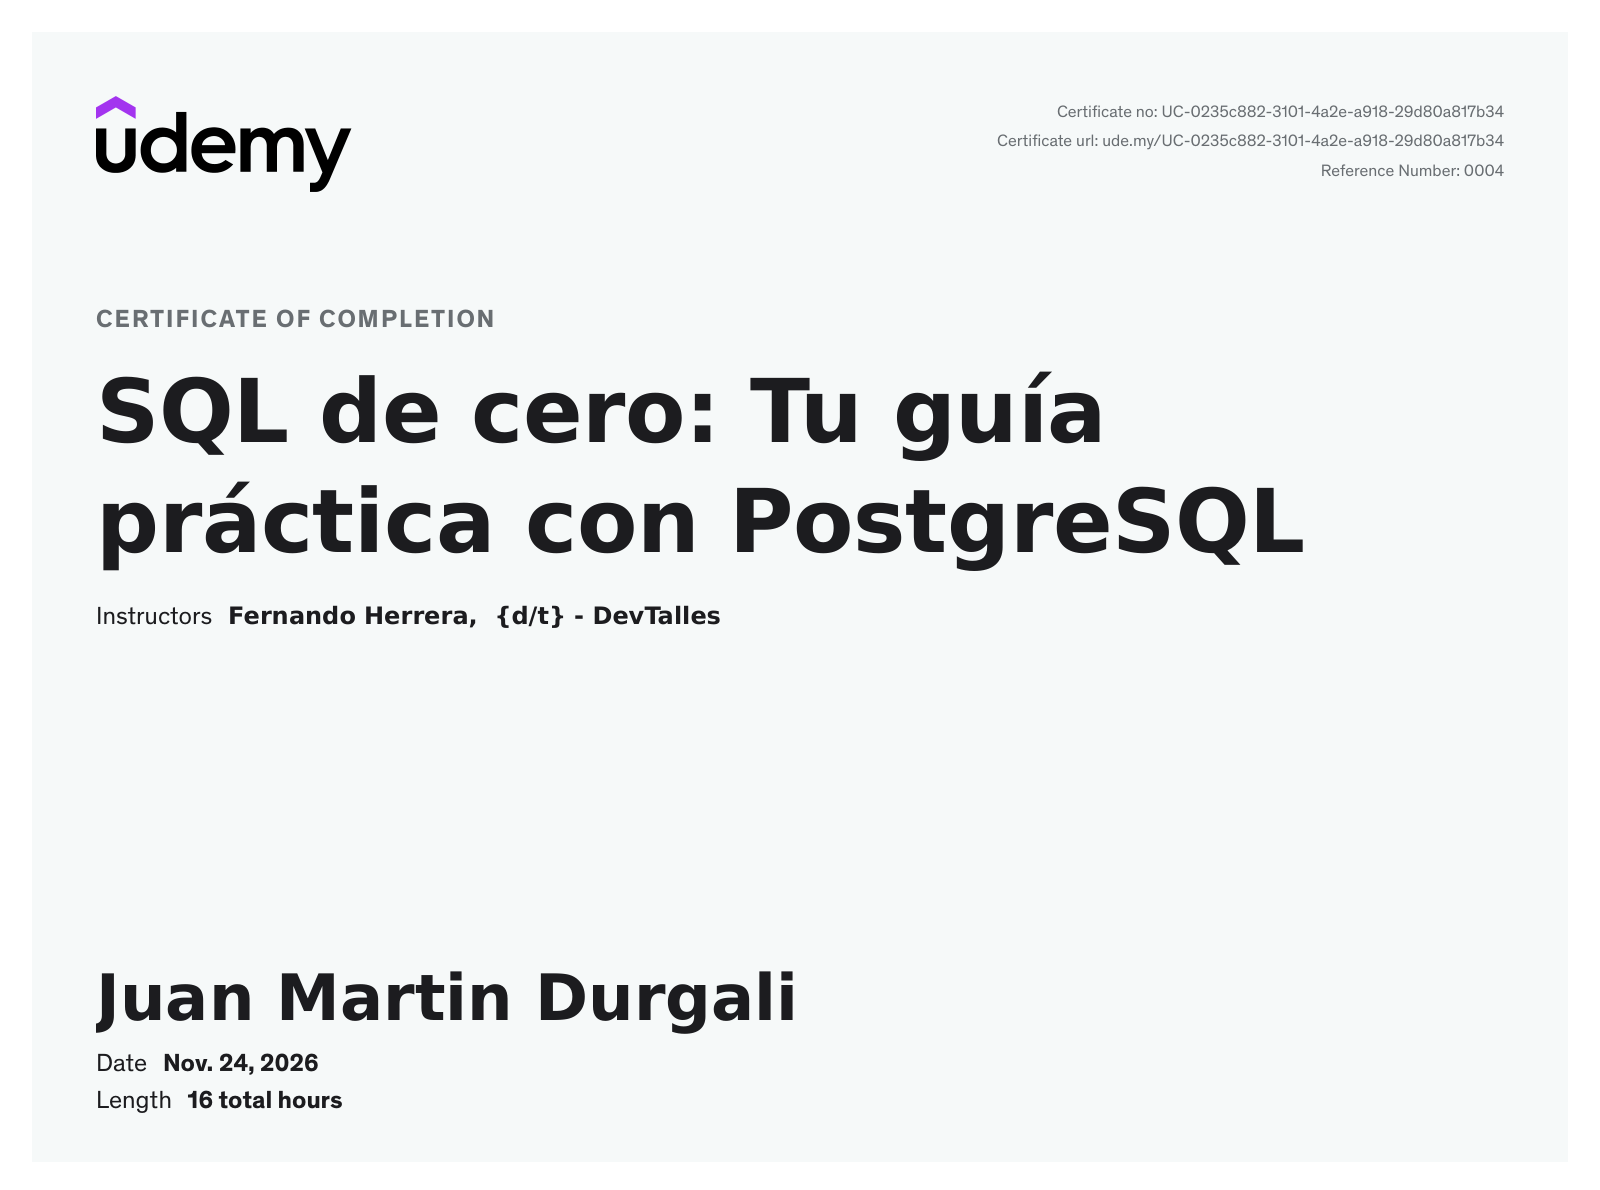 udemy
Certificate no: UC-0235c882-3101-4a2e-a918-29d80a817b34
Certificate url: ude.my/UC-0235c882-3101-4a2e-a918-29d80a817b34
Reference Number: 0004
CERTIFICATE OF COMPLETION
SQL de cero: Tu guía
práctica con PostgreSQL
Instructors Fernando Herrera, {d/t} - DevTalles
Juan Martin Durgali
Date Nov. 24, 2026
Length 16 total hours